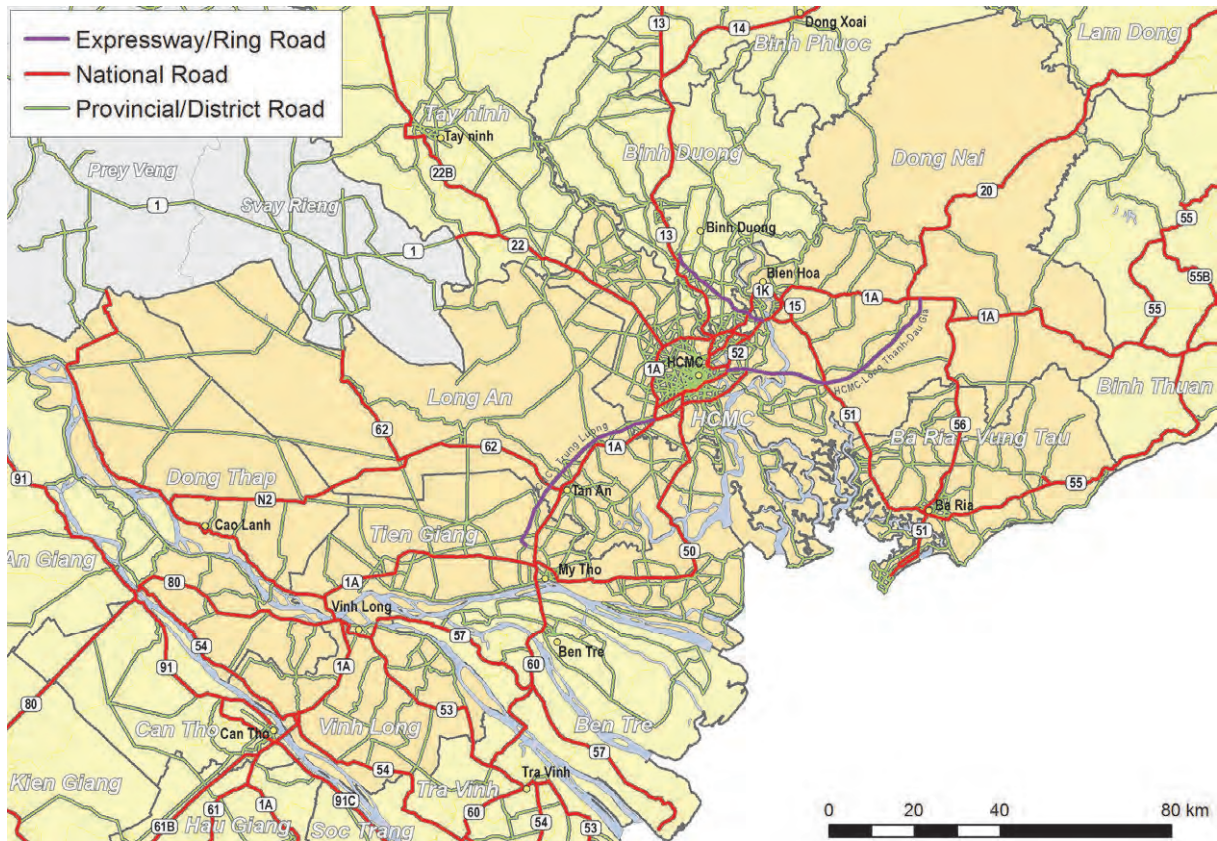 Expressway/Ring Road
National Road
Provincial/District Road
13
14
Dong Xoai
Binh Phuoc
Lam Dong
Tay ninh
Tay ninh
22B
Prey Veng
Svay Rieng
1
1
22
Binh Duong
Dong Nai
20
55
55B
55
13
Binh Duong
Bien Hoa
1K
15
1A
1A
52
HCMC
1A
HCMC
HCMC-Long Thanh-Dau Gia
Binh Thuan
Long An
62
62
Trung Luong
1A
51
56
Ba Ria - Vung Tau
91
Dong Thap
N2
Tan An
55
Cao Lanh
Tien Giang
50
Ba Ria
51
An Giang
80
1A
My Tho
Vinh Long
57
54
91
1A
60
Ben Tre
80
Can Tho
Can Tho
Vinh Long
53
Ben Tre
57
Kien Giang
54
Tra Vinh
Tra Vinh
61
1A
91C
60
61B
Hau Giang
Soc Trang
54
53
0 20 40 80 km